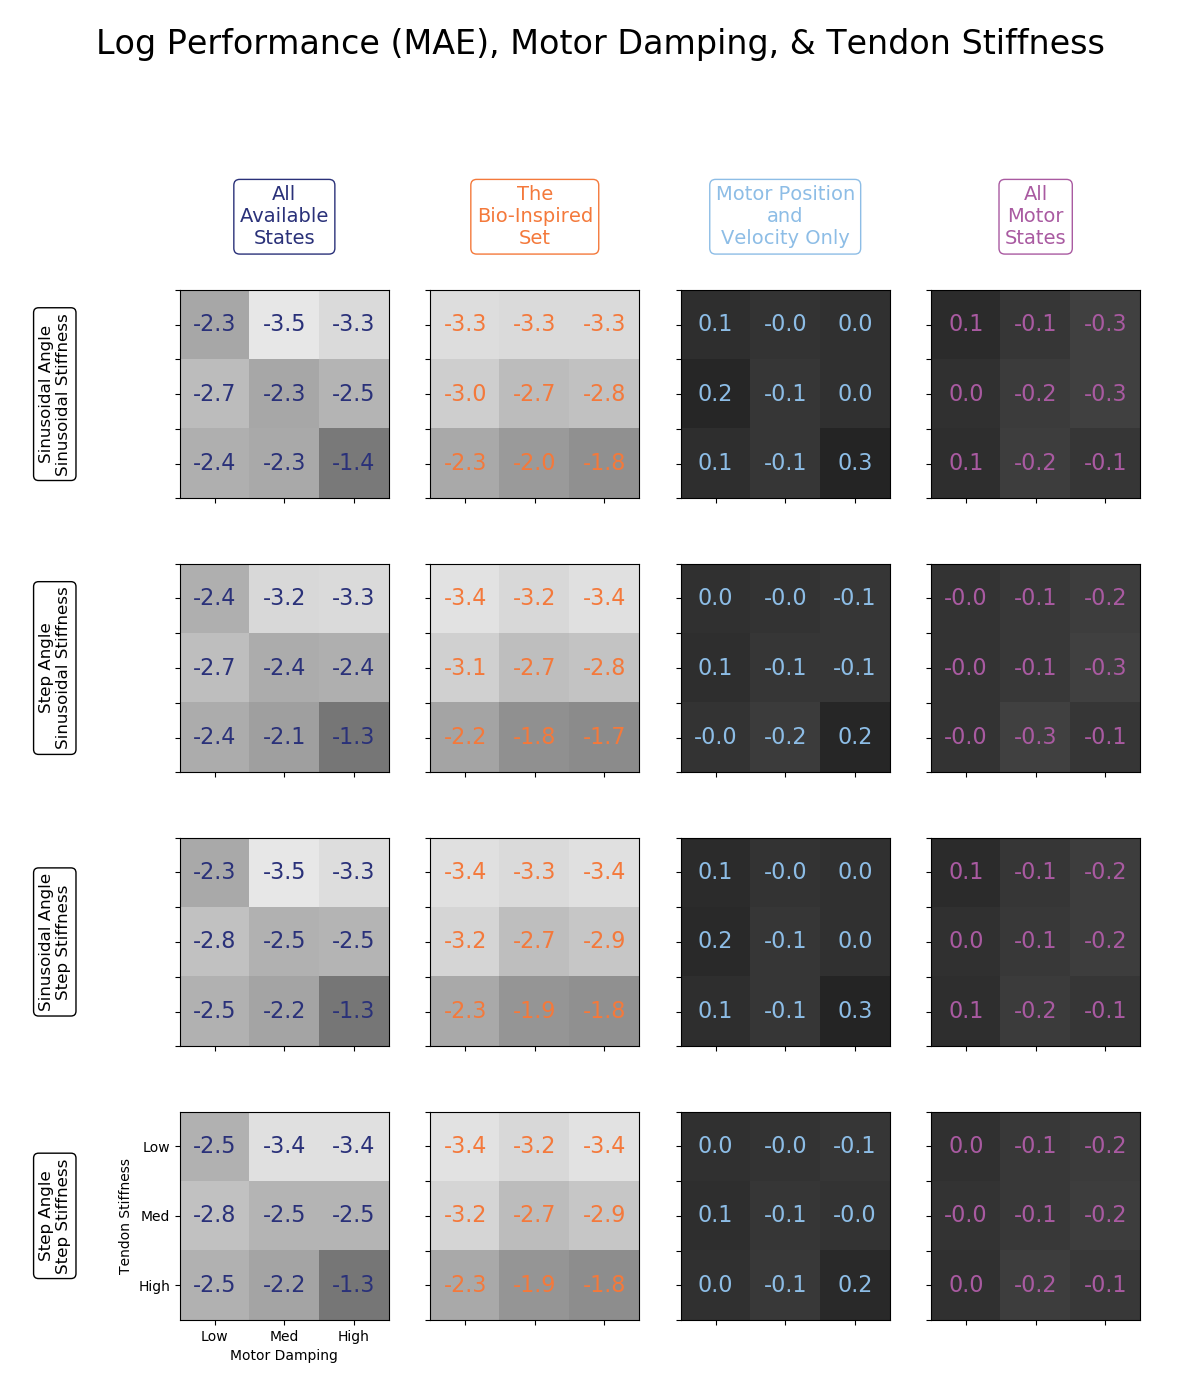 Log Performance (MAE), Motor Damping, & Tendon Stiffness
All
Available
States
The
Bio-Inspired
Set
Motor Position
and
Velocity Only
All
Motor
States
Sinusoidal Angle
Sinusoidal Stiffness
-2.3 -3.5 -3.3 -3.3 -3.3 -3.3 0.1 -0.0 0.0 0.1 -0.1 -0.3
-2.7 -2.3 -2.5 -3.0 -2.7 -2.8 0.2 -0.1 0.0 0.0 -0.2 -0.3
-2.4 -2.3 -1.4 -2.3 -2.0 -1.8 0.1 -0.1 0.3 0.1 -0.2 -0.1
Step Angle
Sinusoidal Stiffness
-2.4 -3.2 -3.3 -3.4 -3.2 -3.4 0.0 -0.0 -0.1 -0.0 -0.1 -0.2
-2.7 -2.4 -2.4 -3.1 -2.7 -2.8 0.1 -0.1 -0.1 -0.0 -0.1 -0.3
-2.4 -2.1 -1.3 -2.2 -1.8 -1.7 -0.0 -0.2 0.2 -0.0 -0.3 -0.1
Sinusoidal Angle
Step Stiffness
-2.3 -3.5 -3.3 -3.4 -3.3 -3.4 0.1 -0.0 0.0 0.1 -0.1 -0.2
-2.8 -2.5 -2.5 -3.2 -2.7 -2.9 0.2 -0.1 0.0 0.0 -0.1 -0.2
-2.5 -2.2 -1.3 -2.3 -1.9 -1.8 0.1 -0.1 0.3 0.1 -0.2 -0.1
Step Angle
Step Stiffness
Tendon Stiffness
Low -2.5 -3.4 -3.4 -3.4 -3.2 -3.4 0.0 -0.0 -0.1 0.0 -0.1 -0.2
Med -2.8 -2.5 -2.5 -3.2 -2.7 -2.9 0.1 -0.1 -0.0 -0.0 -0.1 -0.2
High -2.5 -2.2 -1.3 -2.3 -1.9 -1.8 0.0 -0.1 0.2 0.0 -0.2 -0.1
Low Med High
Motor Damping